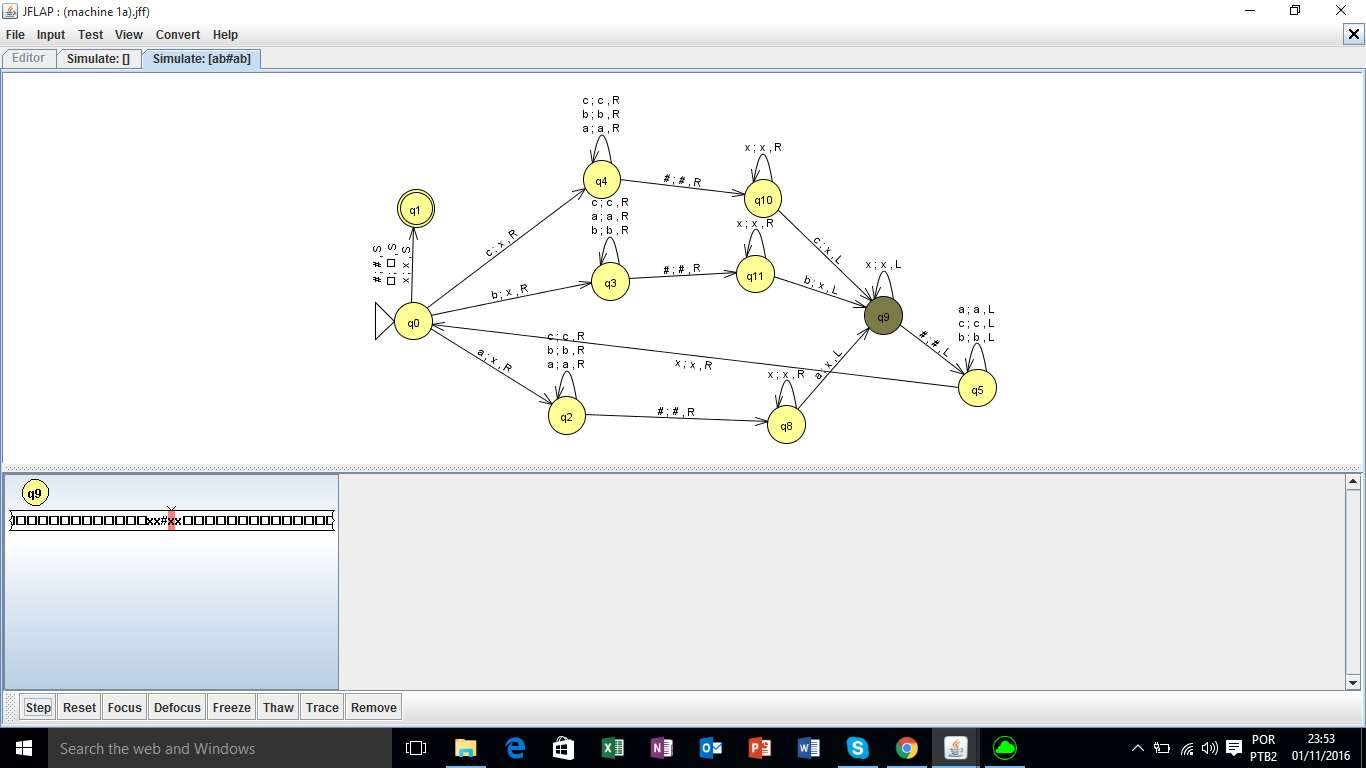 JFLAP : (machine 1a).jff)
File Input Test View Convert Help
Editor Simulate: [] Simulate: [ab#ab]
c ; c , R
b ; b , R
a ; a , R
q4
#; #, R
x ; x , R
q10
q1
#; #, S
□; □, S
x ; x , S
c ; x , R
c ; c , R
a ; a , R
b ; b , R
q3
#; #, R
x ; x , R
q11
c ; x , L
b ; x , R
b ; x , L
x ; x , L
q9
q0
#; #, L
a ; a , L
c ; c , L
b ; b , L
q5
x ; x , R
a ; x , R
c ; c , R
b ; b , R
a ; a , R
q2
#; #, R
x ; x , R
q8
a ; x , L
q9
xx#xx
Step Reset Focus Defocus Freeze Thaw Trace Remove
Search the web and Windows
POR
PTB2
23:53
01/11/2016